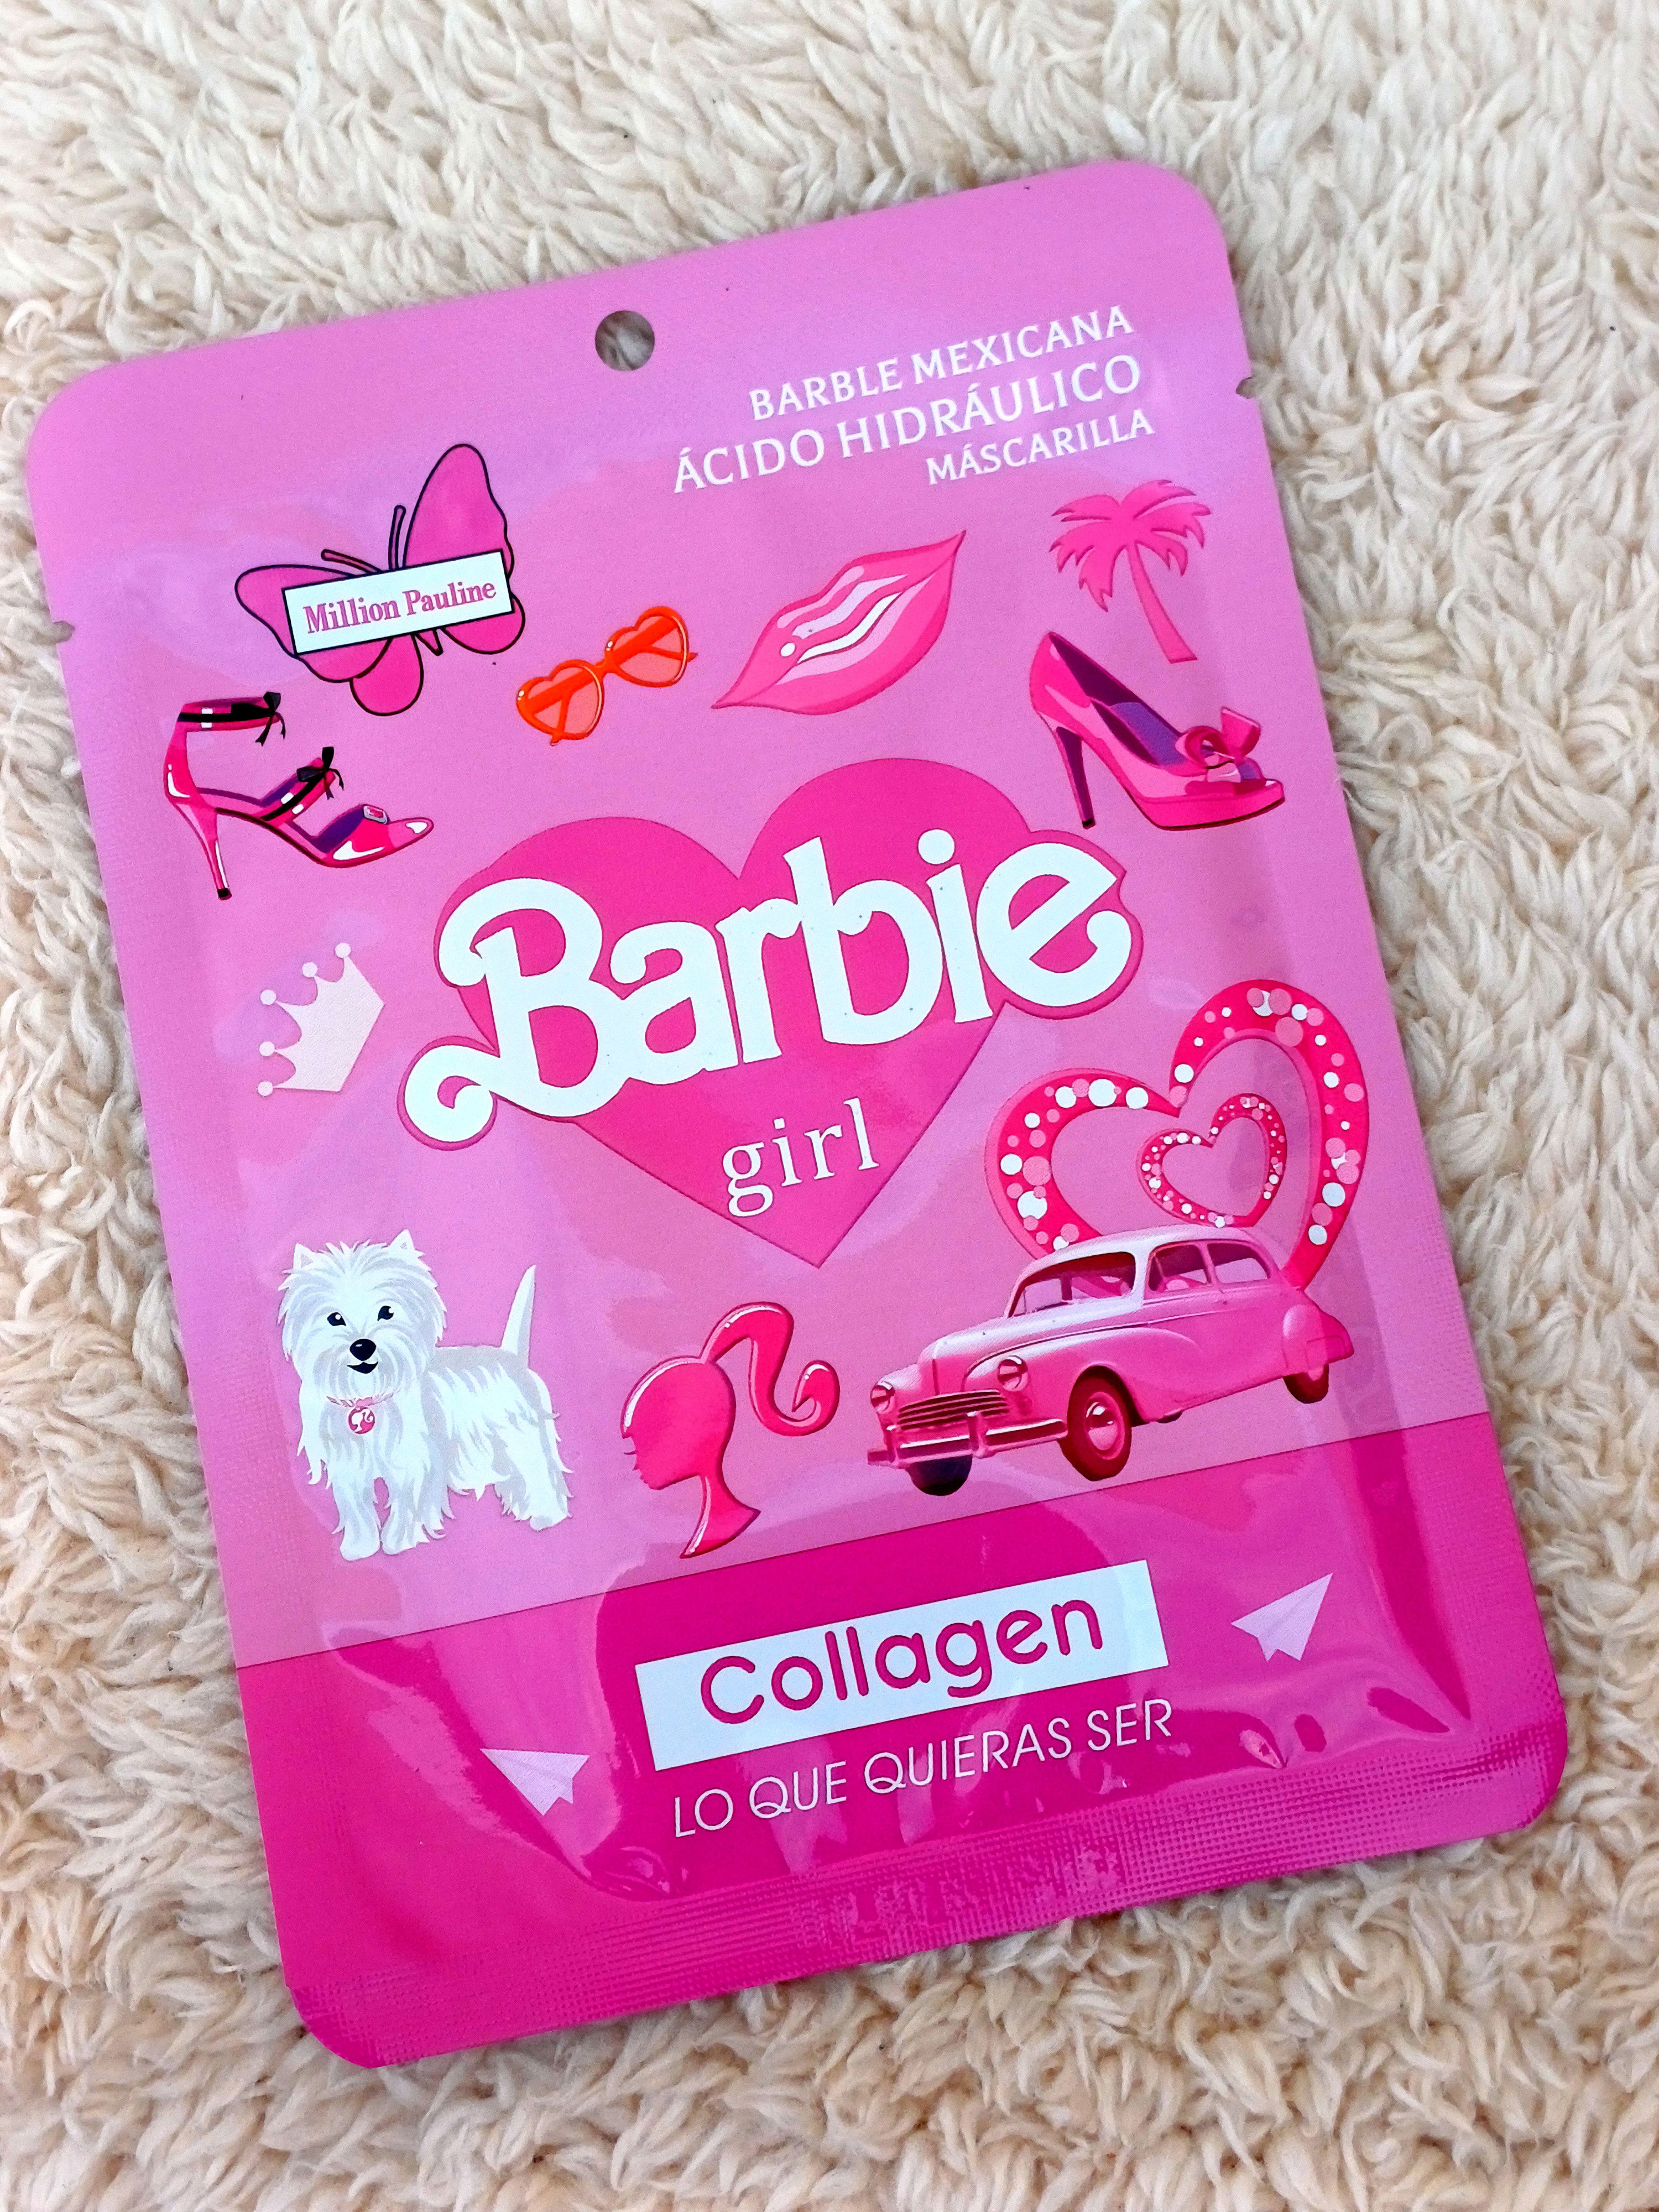 BARBLE MEXICANA
ÁCIDO HIDRÁULICO
MÁSCARILLA
Million Pauline
Barbie
girl
Collagen
LO QUE QUIERAS SER